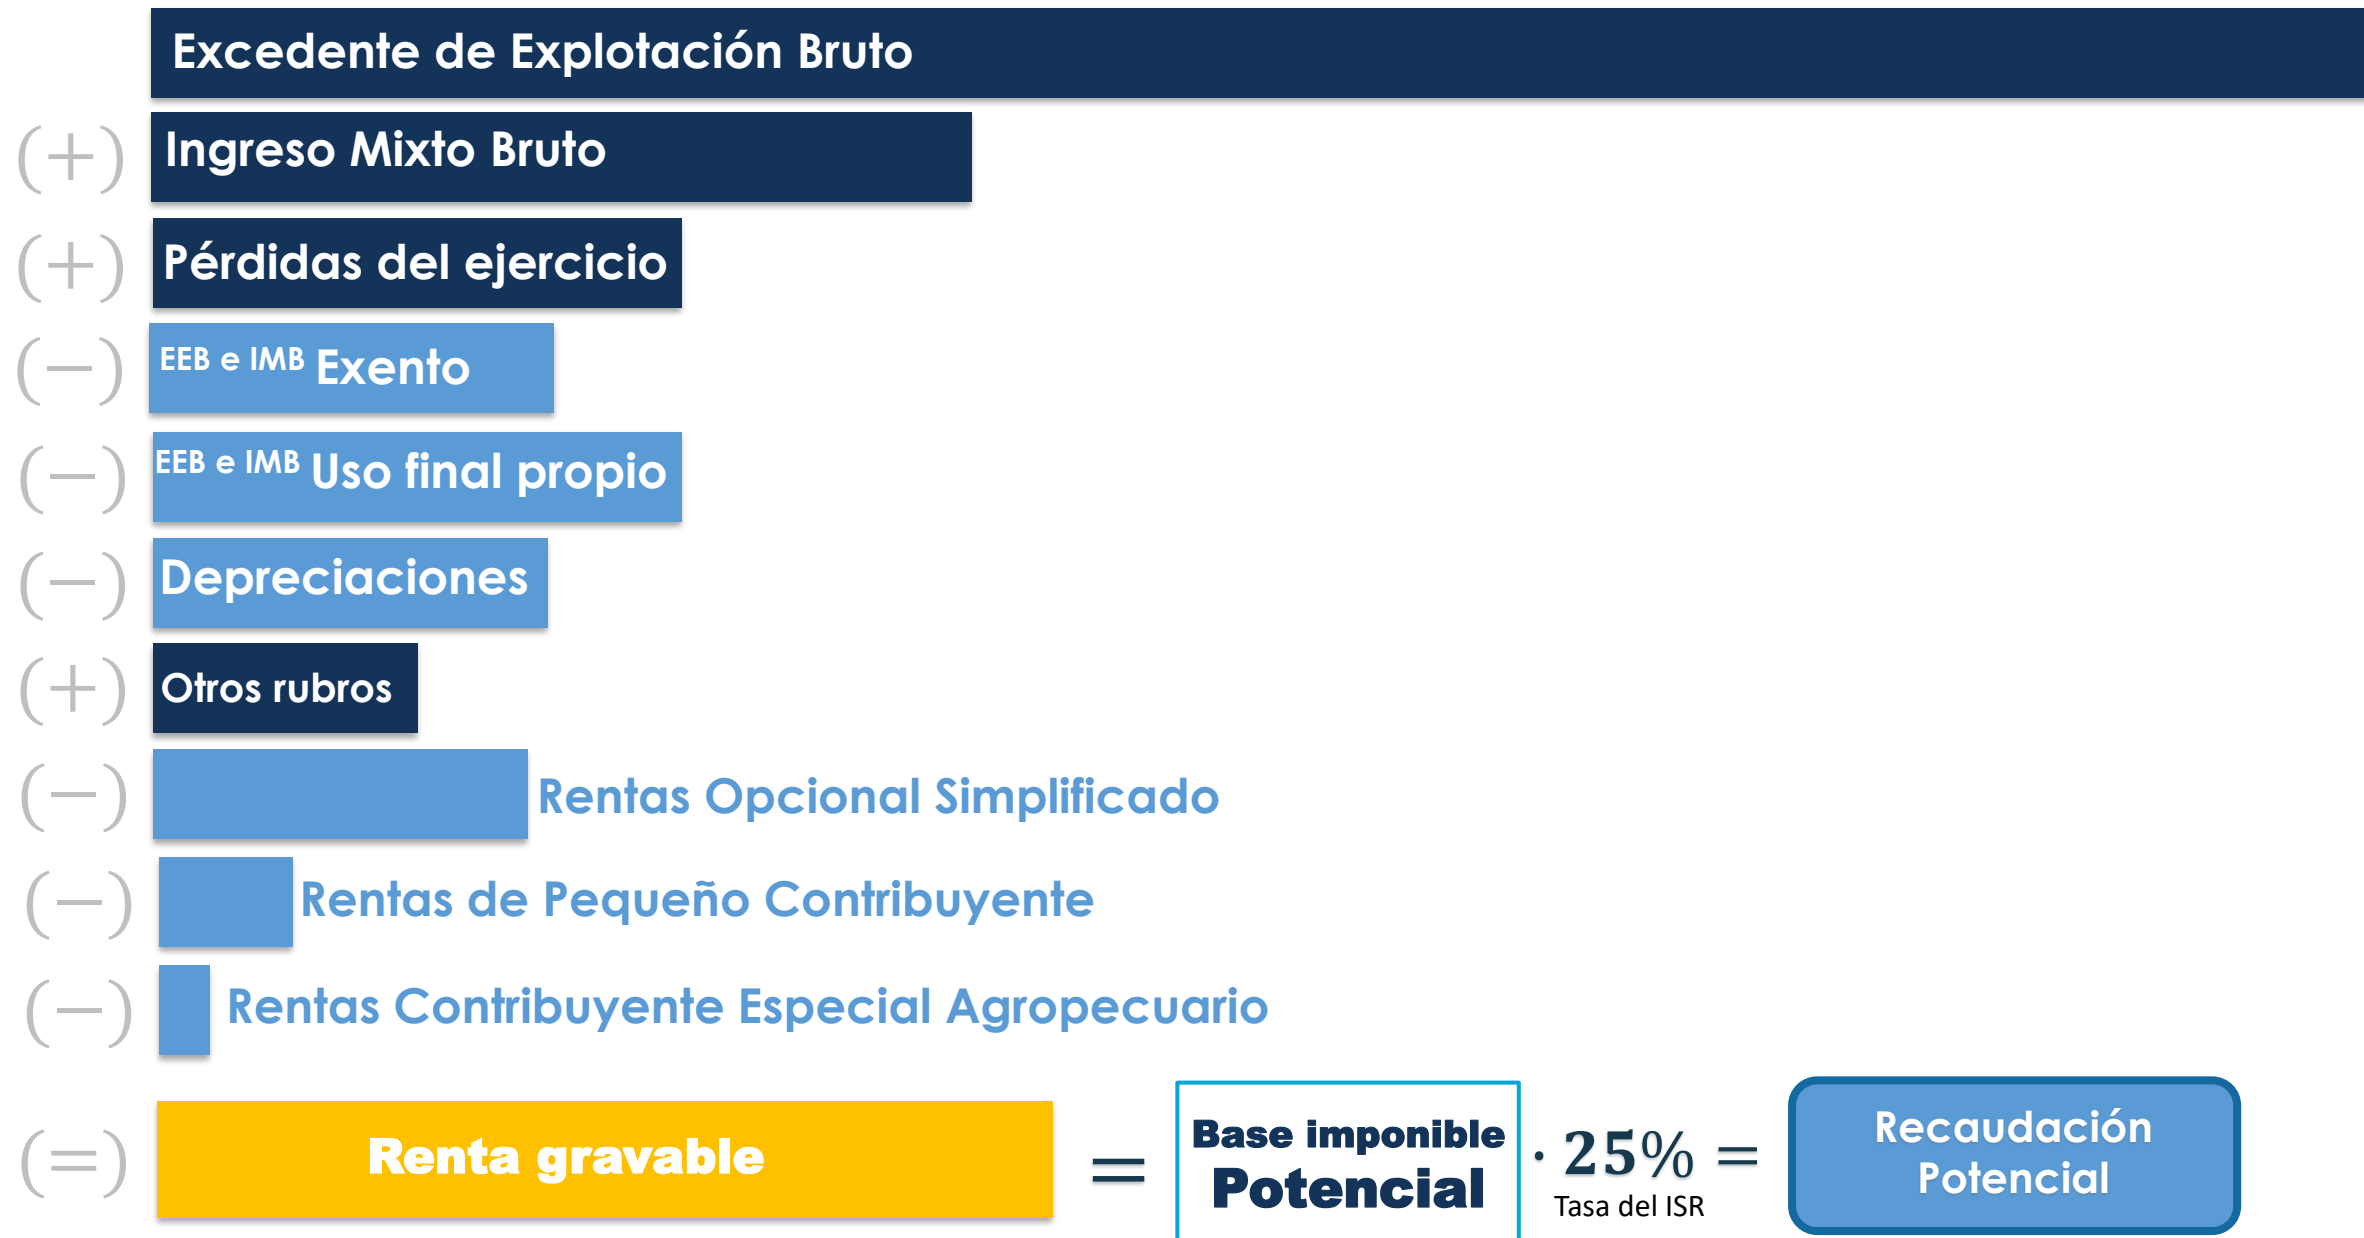 Excedente de Explotación Bruto
(+) Ingreso Mixto Bruto
(+) Pérdidas del ejercicio
(−) EEB e IMB Exento
(−) EEB e IMB Uso final propio
(−) Depreciaciones
(+) Otros rubros
(−) Rentas Opcional Simplificado
(−) Rentas de Pequeño Contribuyente
(−) Rentas Contribuyente Especial Agropecuario
(=) Renta gravable
=
Base imponible
Potencial
· 25% =
Tasa del ISR
Recaudación
Potencial